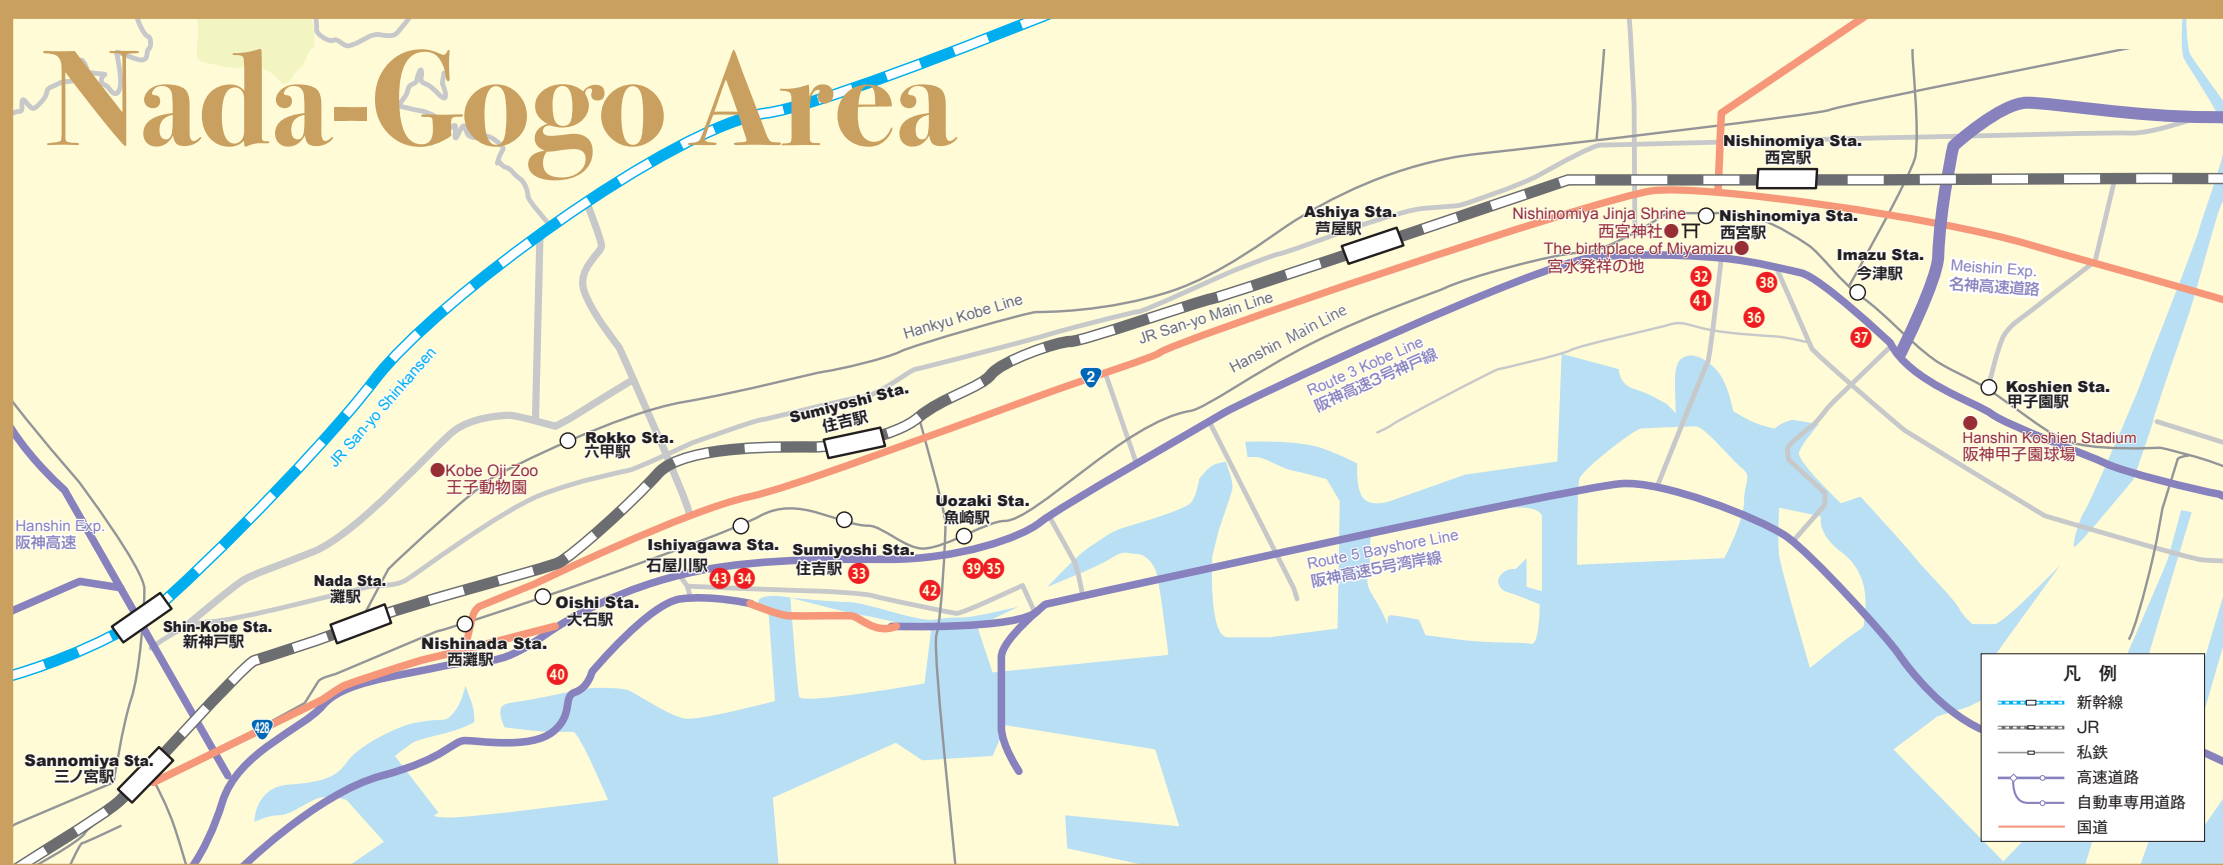 Nada-Gogo Area
Nishinomiya Sta.
西宮駅
Ashiya Sta.
芦屋駅
Nishinomiya Jinja Shrine
西宮神社
Nishinomiya Sta.
西宮駅
The birthplace of Miyamizu
宮水発祥の地
Imazu Sta.
今津駅
Meishin Exp.
名神高速道路
32
38
41
36
37
Hankyu Kobe Line
JR San-yo Main Line
Hanshin Main Line
Route 3 Kobe Line
阪神高速3号神戸線
2
JR San-yo Shinkansen
Sumiyoshi Sta.
住吉駅
Koshien Sta.
甲子園駅
Hanshin Koshien Stadium
阪神甲子園球場
Rokko Sta.
六甲駅
Kobe Oji Zoo
王子動物園
Uozaki Sta.
魚崎駅
Hanshin Exp.
阪神高速
Ishiyagawa Sta.
石屋川駅
Sumiyoshi Sta.
住吉駅
43
34
33
39
35
42
Route 5 Bayshore Line
阪神高速5号湾岸線
Nada Sta.
灘駅
Oishi Sta.
大石駅
Shin-Kobe Sta.
新神戸駅
Nishinada Sta.
西灘駅
40
428
Sannomiya Sta.
三ノ宮駅
凡 例
新幹線
JR
私鉄
高速道路
自動車専用道路
国道